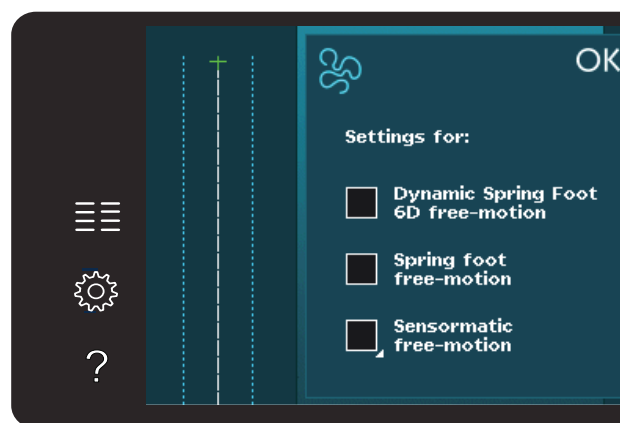 OK
Settings for:
Dynamic Spring Foot
6D free-motion
Spring foot
free-motion
Sensormatic
free-motion
?